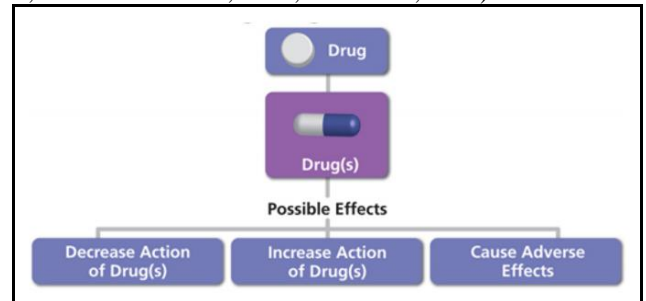 Drug
Drug(s)
Possible Effects
Decrease Action
of Drug(s)
Increase Action
of Drug(s)
Cause Adverse
Effects